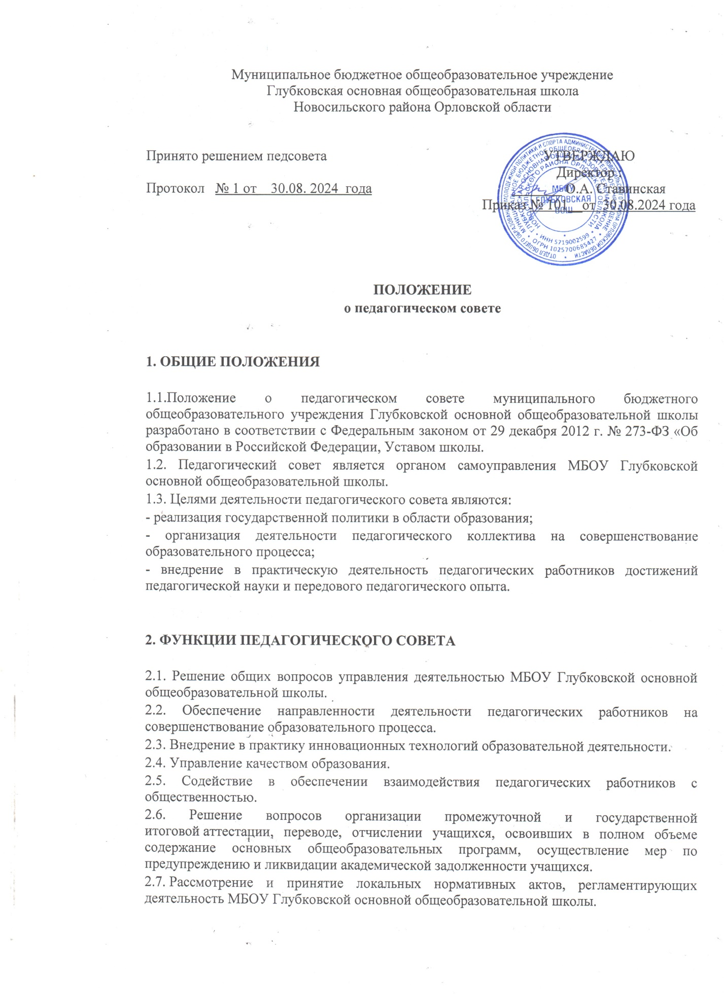 Муниципальное бюджетное общеобразовательное учреждение
Глубковская основная общеобразовательная школа
Новосильского района Орловской области
Принято решением педсовета
УТВЕРЖДАЮ
Директор :
Протокол № 1 от 30.08. 2024 года
О.А. Ставинская
Приказ № 101 от 30.08.2024 года
МБОУ
ГЛУБКОВСКАЯ
ООШ
ИНН 5719002599
ОГРН 1025700685427
ПОЛОЖЕНИЕ
о педагогическом совете
1. ОБЩИЕ ПОЛОЖЕНИЯ
1.1.Положение о педагогическом совете муниципального бюджетного
общеобразовательного учреждения Глубковской основной общеобразовательной школы
разработано в соответствии с Федеральным законом от 29 декабря 2012 г. № 273-ФЗ «Об
образовании в Российской Федерации, Уставом школы.
1.2. Педагогический совет является органом самоуправления МБОУ Глубковской
основной общеобразовательной школы.
1.3. Целями деятельности педагогического совета являются:
- реализация государственной политики в области образования;
- организация деятельности педагогического коллектива на совершенствование
образовательного процесса;
- внедрение в практическую деятельность педагогических работников достижений
педагогической науки и передового педагогического опыта.
2. ФУНКЦИИ ПЕДАГОГИЧЕСКОГО СОВЕТА
2.1. Решение общих вопросов управления деятельностью МБОУ Глубковской основной
общеобразовательной школы.
2.2. Обеспечение направленности деятельности педагогических работников на
совершенствование образовательного процесса.
2.3. Внедрение в практику инновационных технологий образовательной деятельности.
2.4. Управление качеством образования.
2.5. Содействие в обеспечении взаимодействия педагогических работников с
общественностью.
2.6. Решение вопросов организации промежуточной и государственной
итоговой аттестации, переводе, отчислении учащихся, освоивших в полном объеме
содержание основных общеобразовательных программ, осуществление мер по
предупреждению и ликвидации академической задолженности учащихся.
2.7. Рассмотрение и принятие локальных нормативных актов, регламентирующих
деятельность МБОУ Глубковской основной общеобразовательной школы.